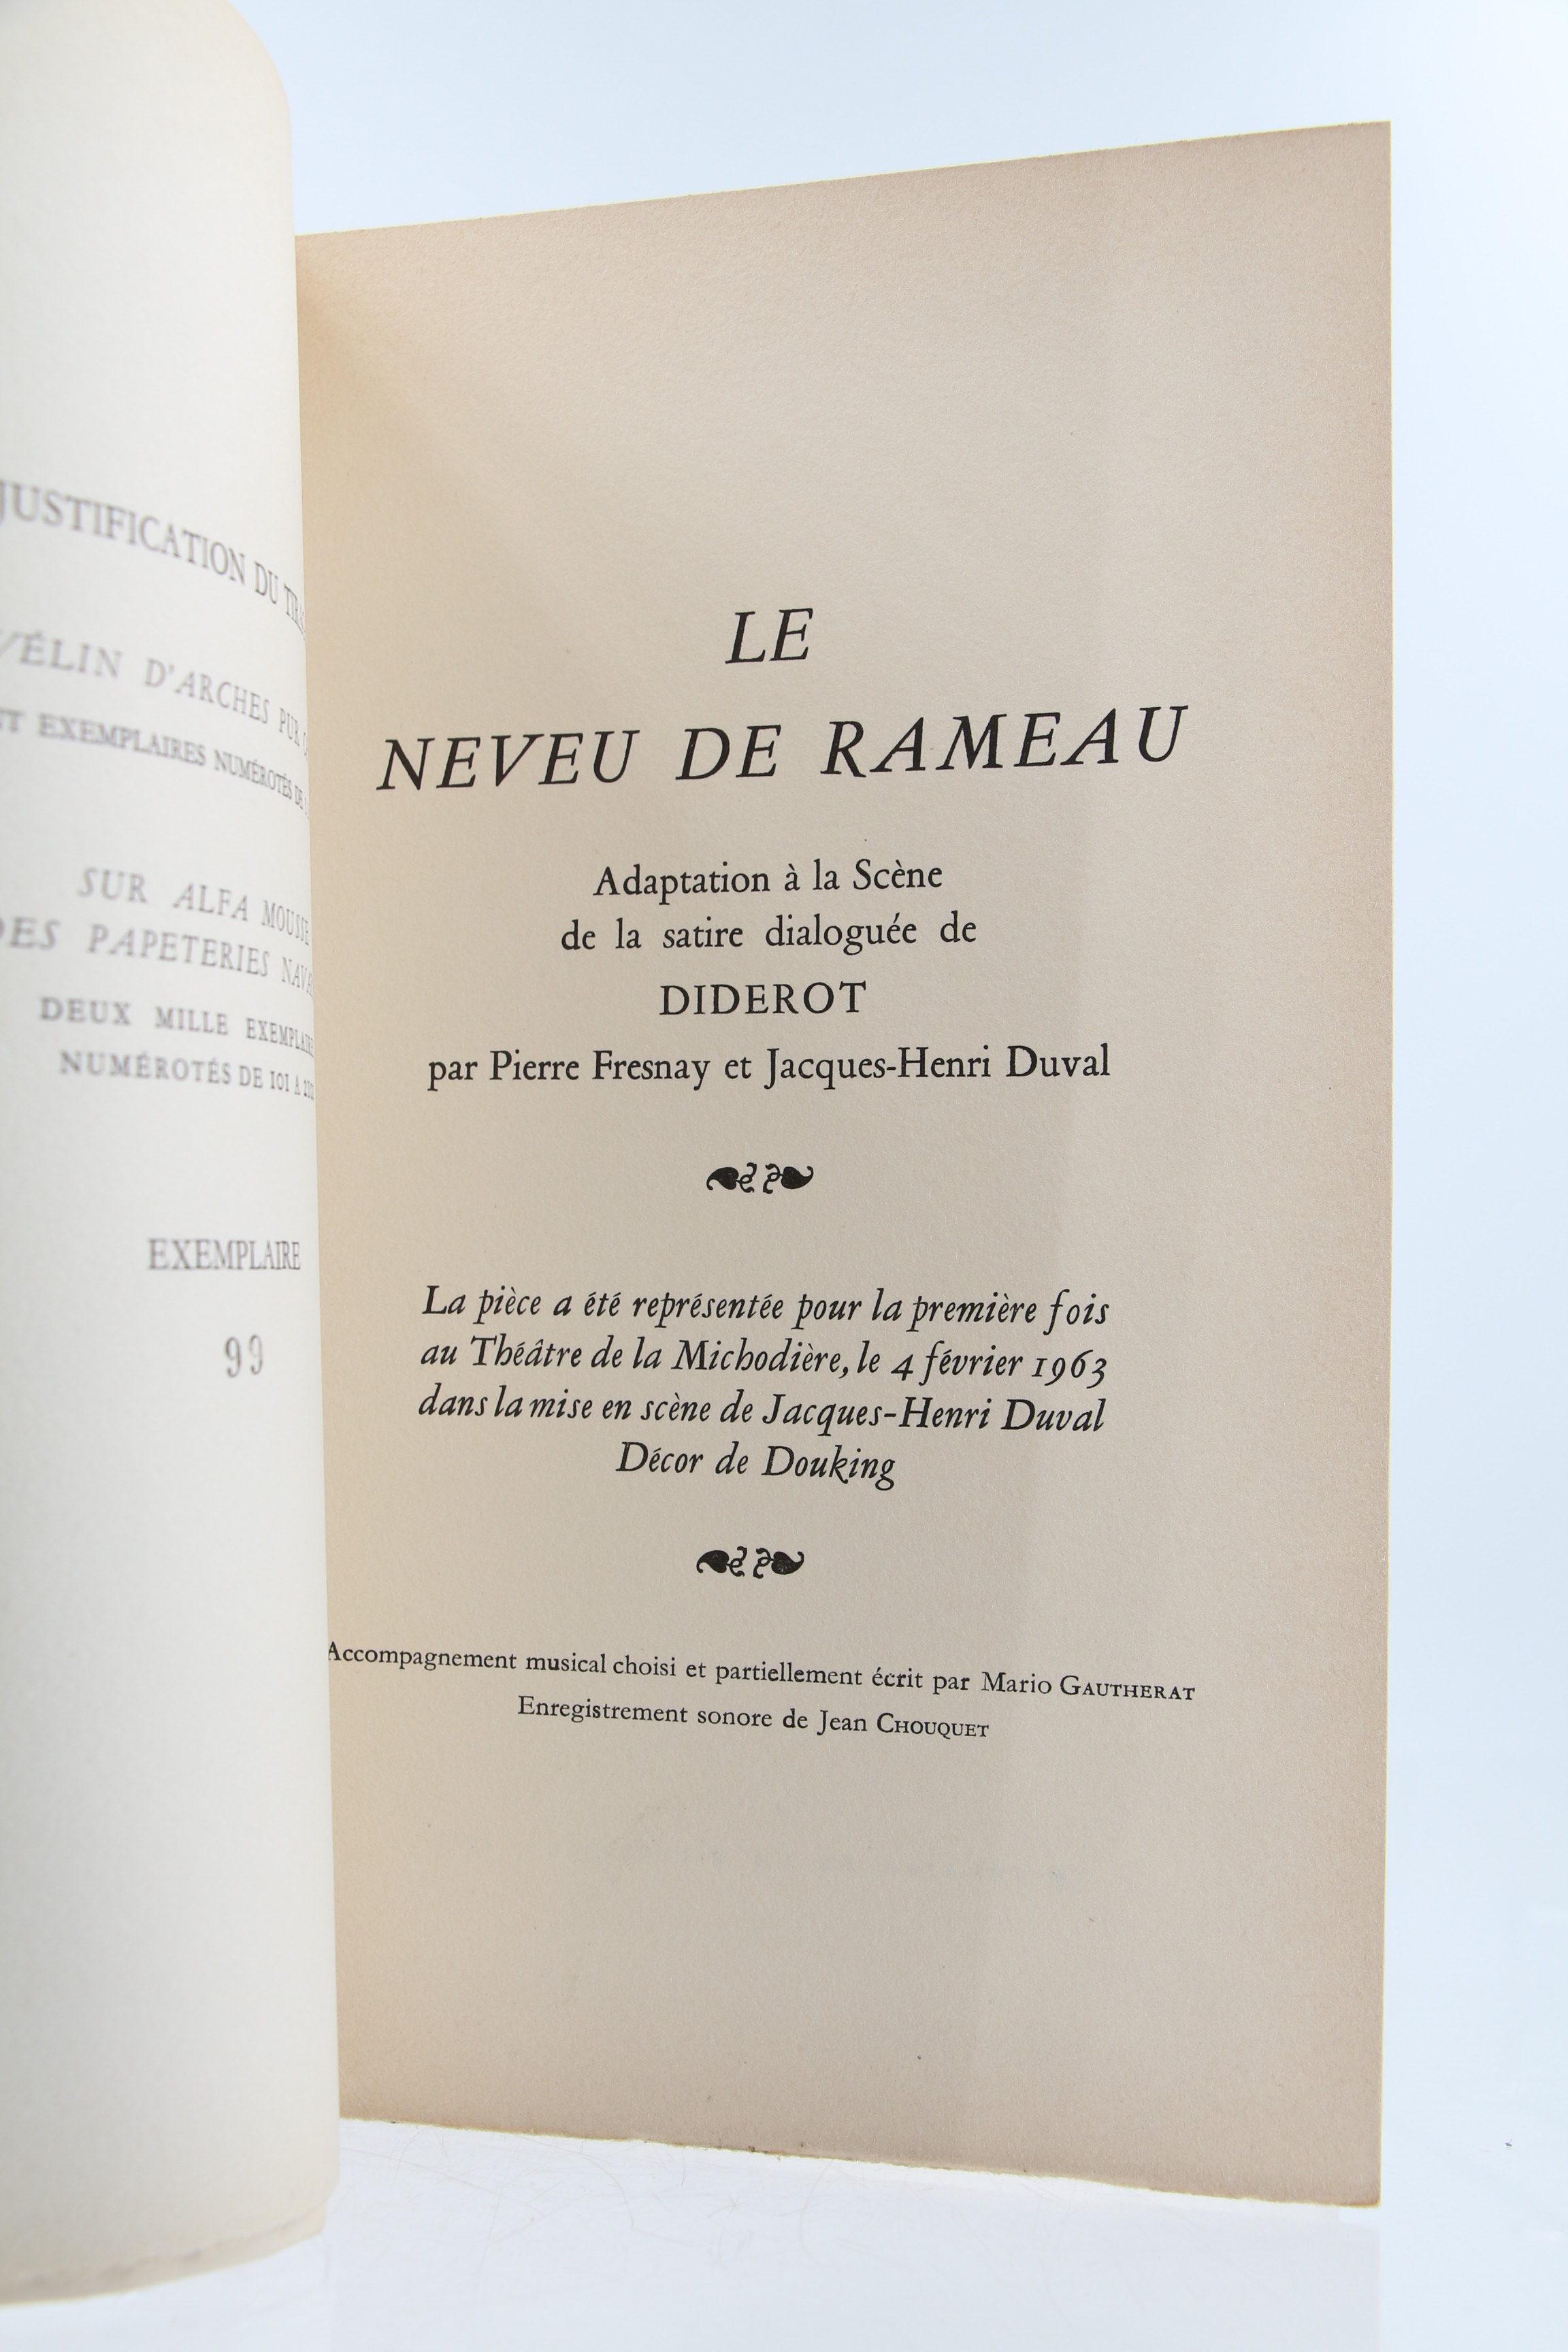 JUSTIFICATION DU
VÉLIN D'ARCHES PUR
EXEMPLAIRES NUMÉROTÉS DE
SUR ALFA MOUSSE
DES PAPETERIES
DEUX MILLE
NUMÉROTÉS DE 101 A
EXEMPLAIRE
99
LE
NEVEU DE RAMEAU
Adaptation à la Scène
de la satire dialoguée de
DIDEROT
par Pierre Fresnay et Jacques-Henri Duval
La pièce a été représentée pour la première fois
au Théâtre de la Michodière, le 4 février 1963
dans la mise en scène de Jacques-Henri Duval
Décor de Douking
Accompagnement musical choisi et partiellement écrit par Mario GAUTHERAT
Enregistrement sonore de Jean CHOUQUET